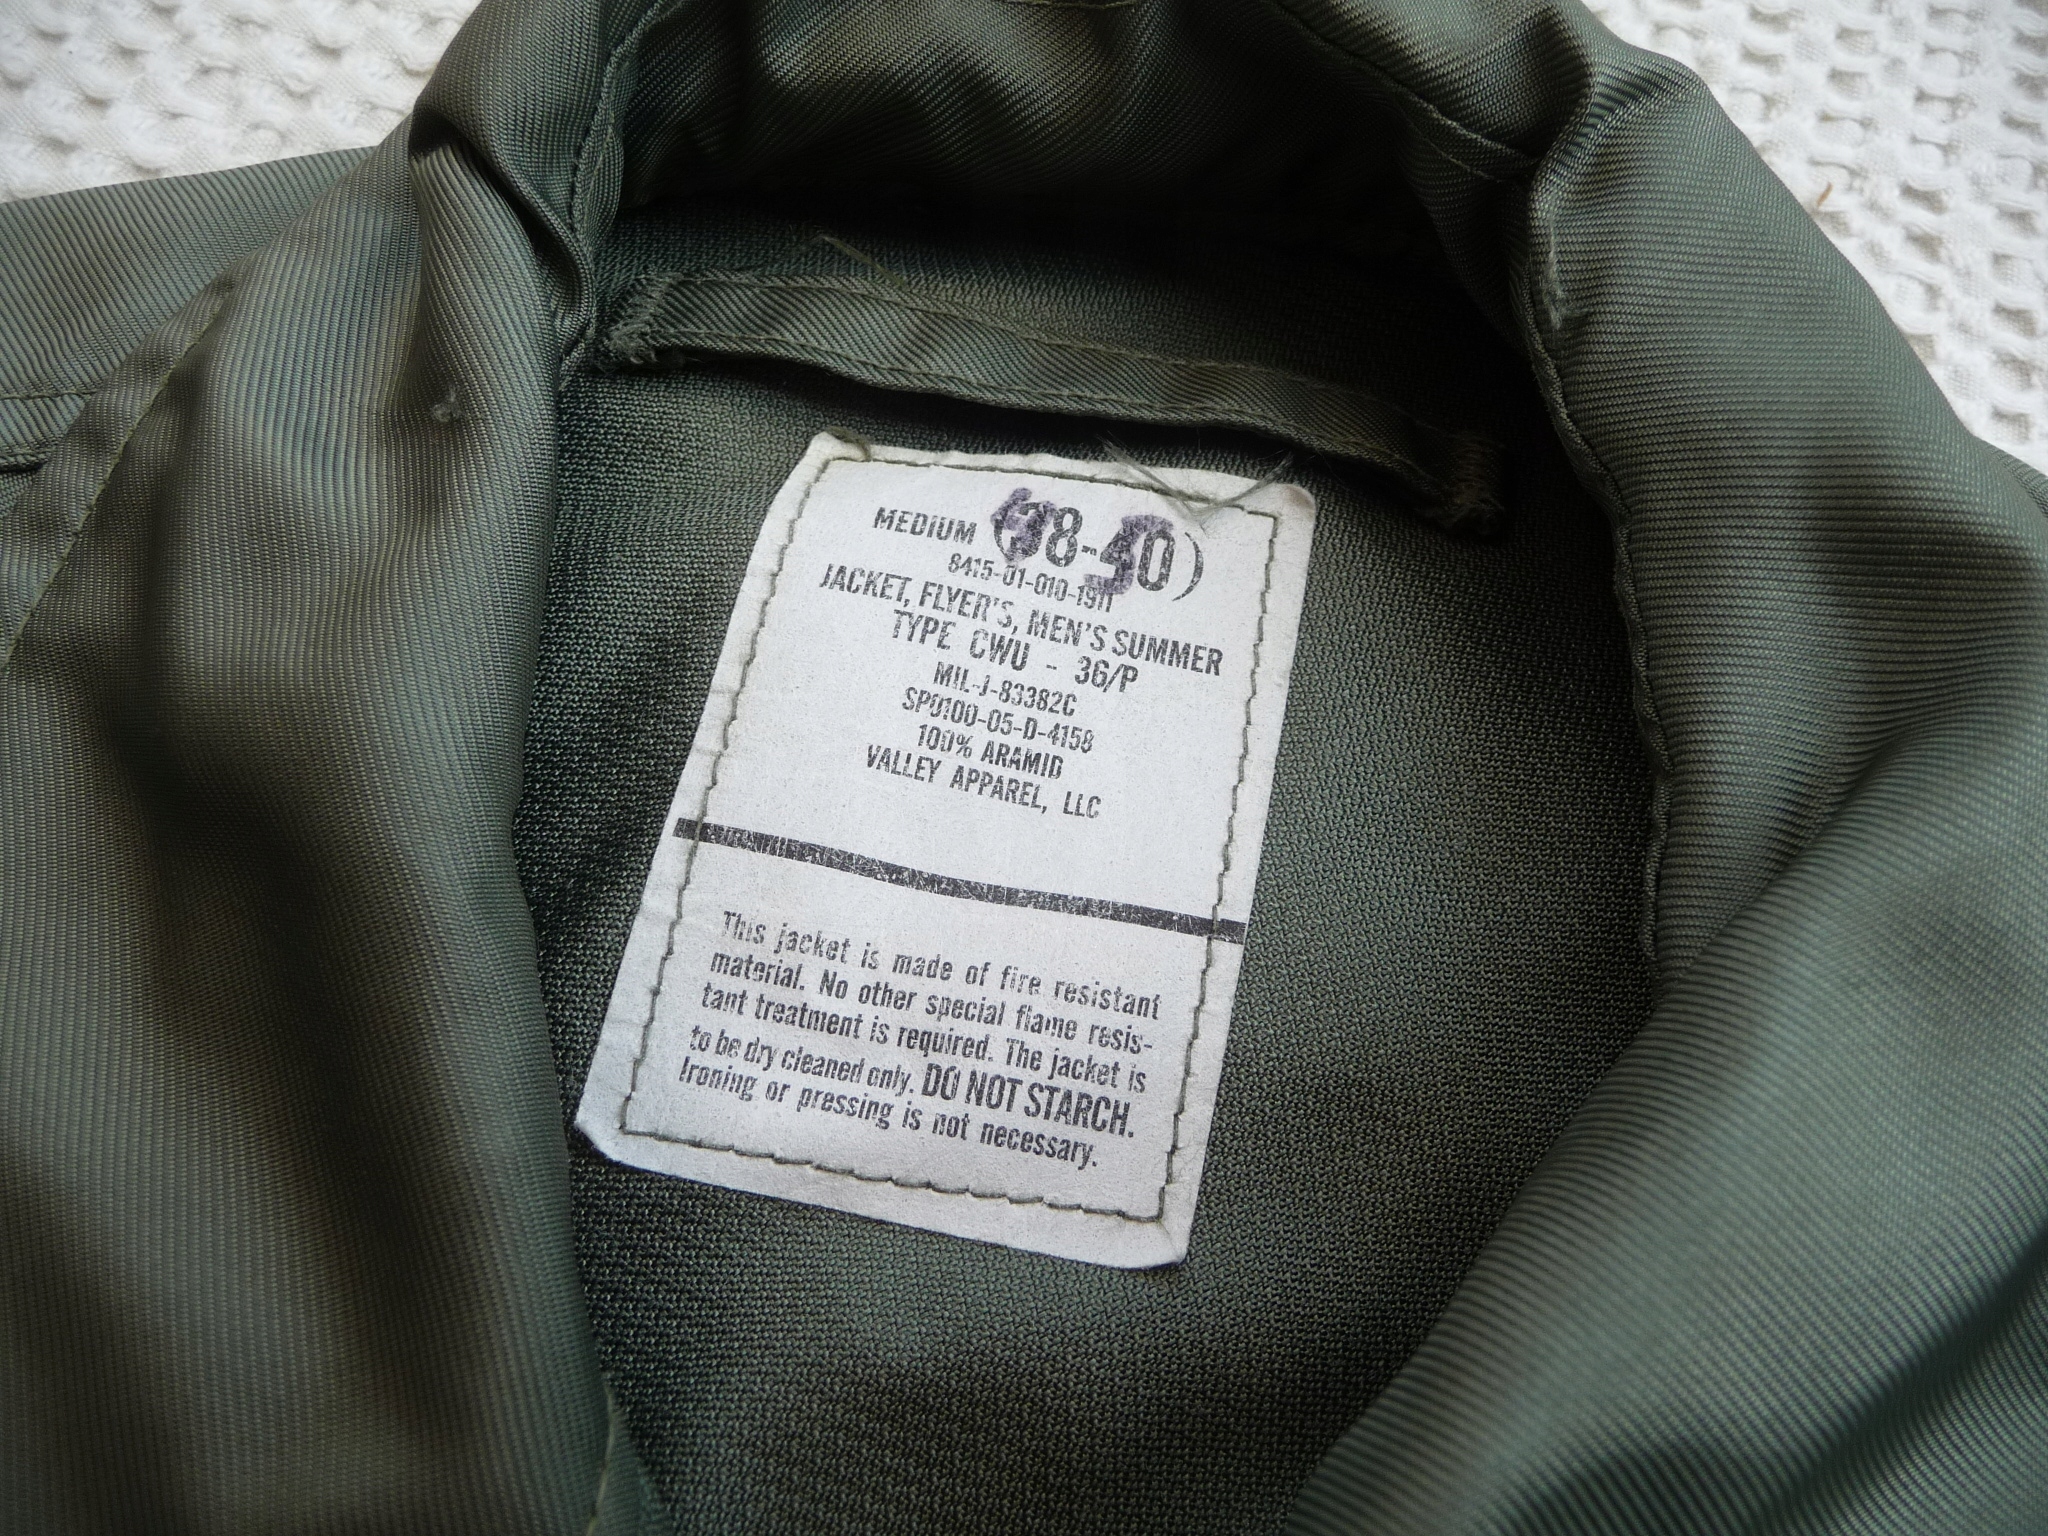 MEDIUM (38-40)
8415-01-010-1911
JACKET, FLYER'S, MEN'S SUMMER
TYPE CWU - 36/P
MIL-J-83382C
SP0100-05-D-4158
100% ARAMID
VALLEY APPAREL, LLC
This jacket is made of fire resistant
material. No other special flame resis-
tant treatment is required. The jacket is
to be dry cleaned only. DO NOT STARCH.
Ironing or pressing is not necessary.